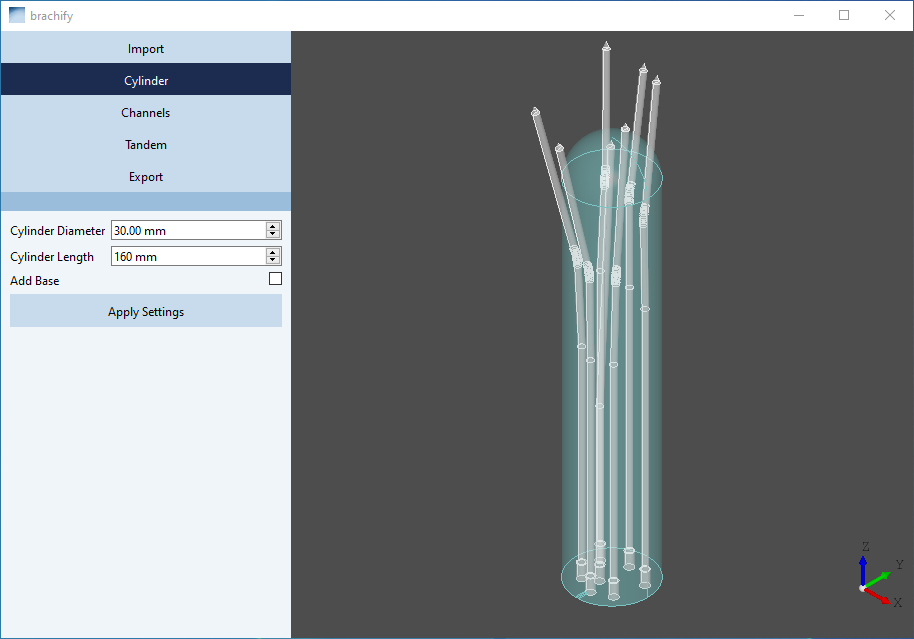 brachify
Import
Cylinder
Channels
Tandem
Export
Cylinder Diameter 30.00 mm
Cylinder Length 160 mm
Add Base
Apply Settings
Z
Y
X